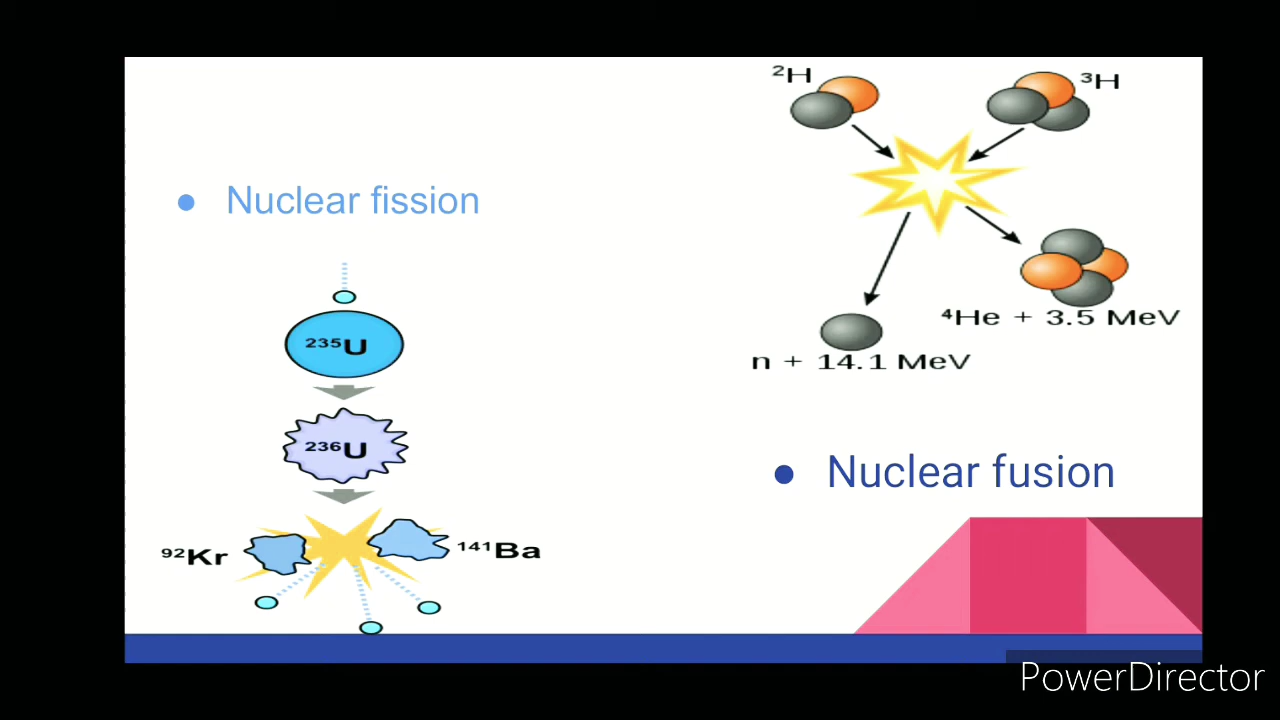 ● Nuclear fission
²³⁵U
²³⁶U
⁹²Kr
¹⁴¹Ba
²H
³H
⁴He + 3.5 MeV
n + 14.1 MeV
● Nuclear fusion
PowerDirector